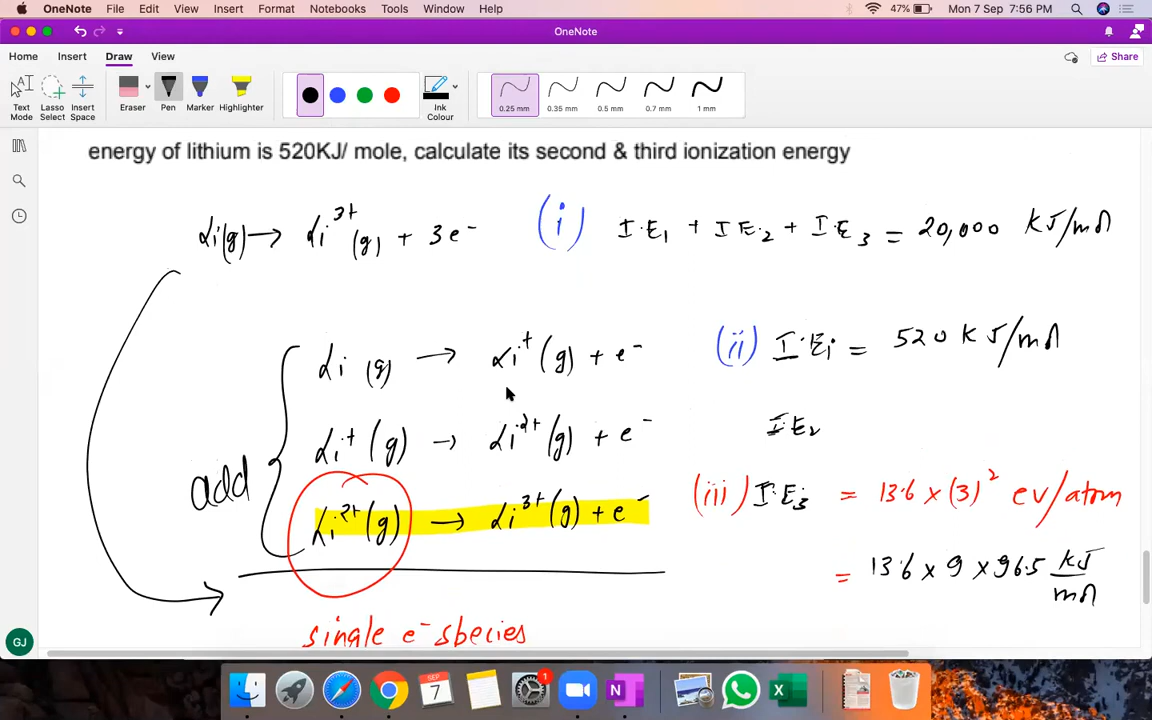 OneNote File Edit View Insert Format Notebooks Tools Window Help 47% Mon 7 Sep 7:56 PM
OneNote
Home Insert Draw View Share
Text Mode Lasso Select Insert Space Eraser Pen Marker Highlighter Ink Colour 0.25 mm 0.35 mm 0.5 mm 0.7 mm 1 mm
energy of lithium is 520KJ/ mole, calculate its second & third ionization energy
Li(g) → Li³⁺(g) + 3e⁻ (i) I.E₁ + I E.₂ + I.E₃ = 20,000 kJ/mol
Li (g) → Li⁺(g) + e⁻ (ii) I.E₁ = 520 kJ/mol
Li⁺(g) → Li²⁺(g) + e⁻ I.E₂
add
Li²⁺(g) → Li³⁺(g) + e⁻ (iii) I.E₃ = 13.6 × (3)² ev/atom
= 13.6 × 9 × 96.5 kJ/mol
single e⁻ species
GJ
SEP 7 1